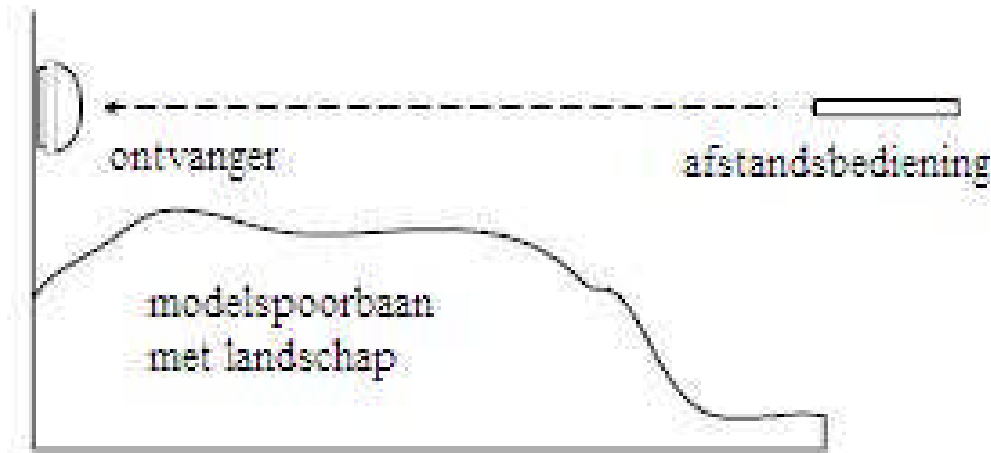 ontvanger
afstandsbediening
modelspoorbaan
met landschap